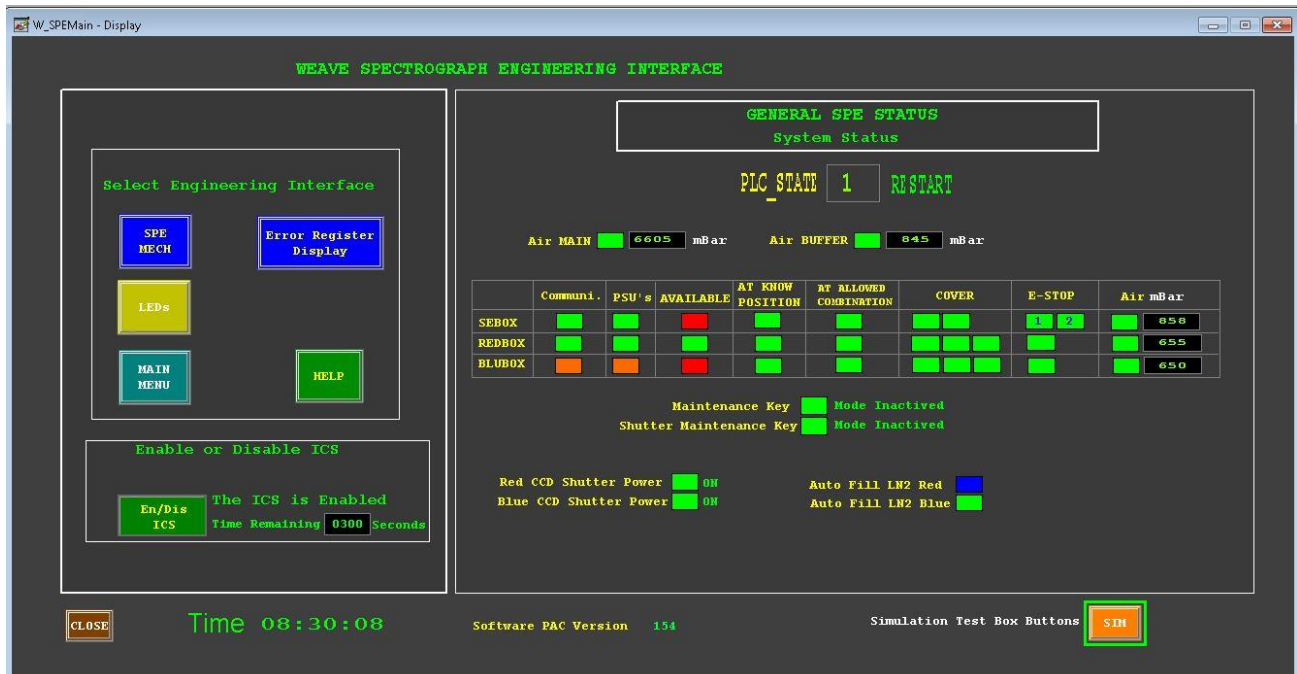 W_SPEMain - Display
WEAVE SPECTROGRAPH ENGINEERING INTERFACE
Select Engineering Interface
SPE
MECH
Error Register
Display
LEDs
MAIN
MENU
HELP
Enable or Disable ICS
En/Dis
ICS
The ICS is Enabled
Time Remaining 0300 Seconds
GENERAL SPE STATUS
System Status
PLC_STATE 1 RESTART
Air MAIN 6605 mBar Air BUFFER 845 mBar
Communi. PSU's AVAILABLE AT KNOW POSITION AT ALLOWED COMBINATION COVER E-STOP Air mBar
SEBOX 1 2 858
REDBOX 655
BLUBOX 650
Maintenance Key Mode Inactived
Shutter Maintenance Key Mode Inactived
Red CCD Shutter Power ON Auto Fill LN2 Red
Blue CCD Shutter Power ON Auto Fill LN2 Blue
CLOSE Time 08:30:08 Software PAC Version 154 Simulation Test Box Buttons SIM